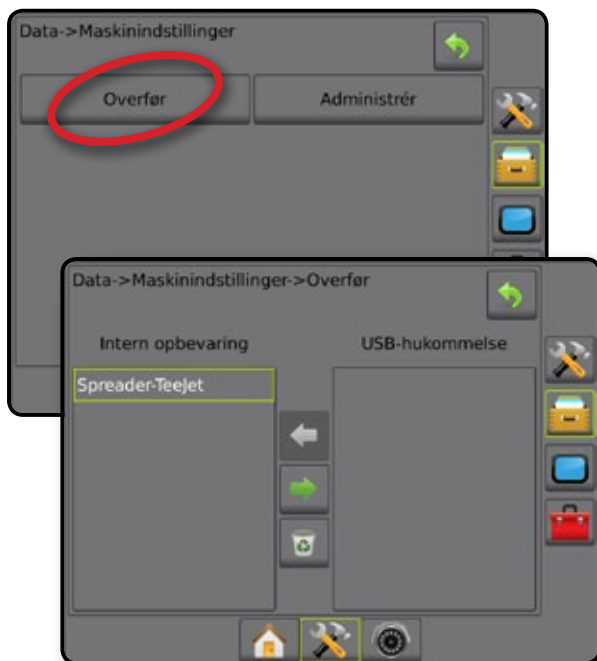 Data->Maskinindstillinger
Overfør
Administrér
Data->Maskinindstillinger->Overfør
Intern opbevaring
USB-hukommelse
Spreader-TeeJet